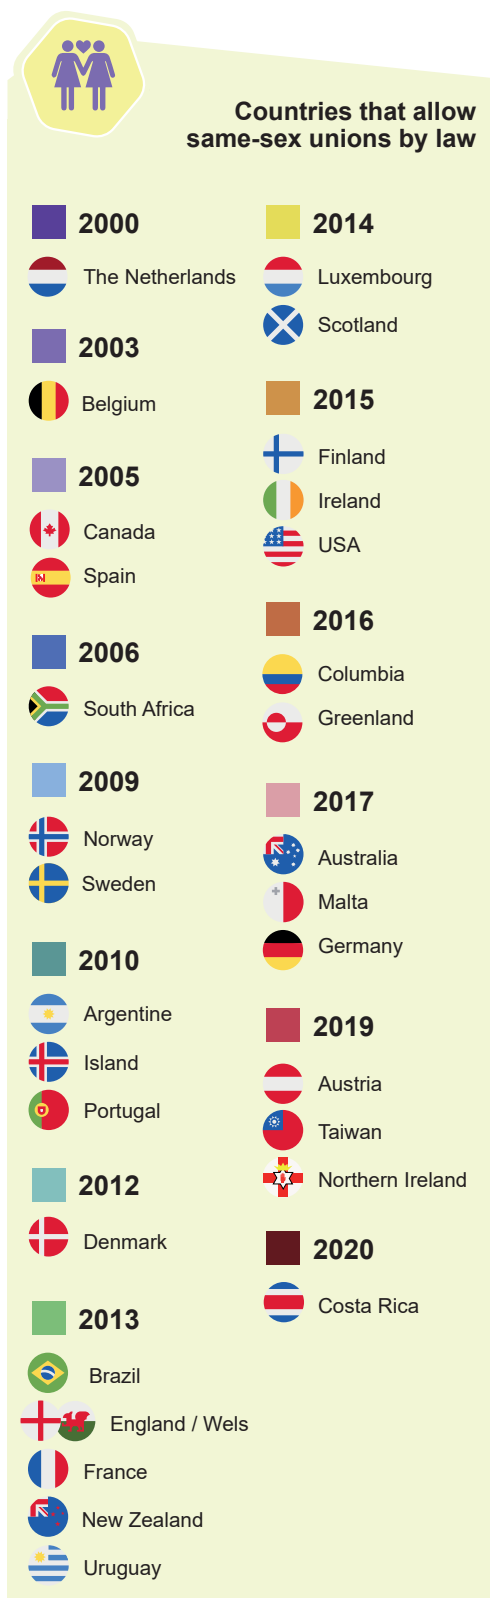 Countries that allow
same-sex unions by law
2000
The Netherlands
2003
Belgium
2005
Canada
Spain
2006
South Africa
2009
Norway
Sweden
2010
Argentine
Island
Portugal
2012
Denmark
2013
Brazil
England / Wels
France
New Zealand
Uruguay
2014
Luxembourg
Scotland
2015
Finland
Ireland
USA
2016
Columbia
Greenland
2017
Australia
Malta
Germany
2019
Austria
Taiwan
Northern Ireland
2020
Costa Rica